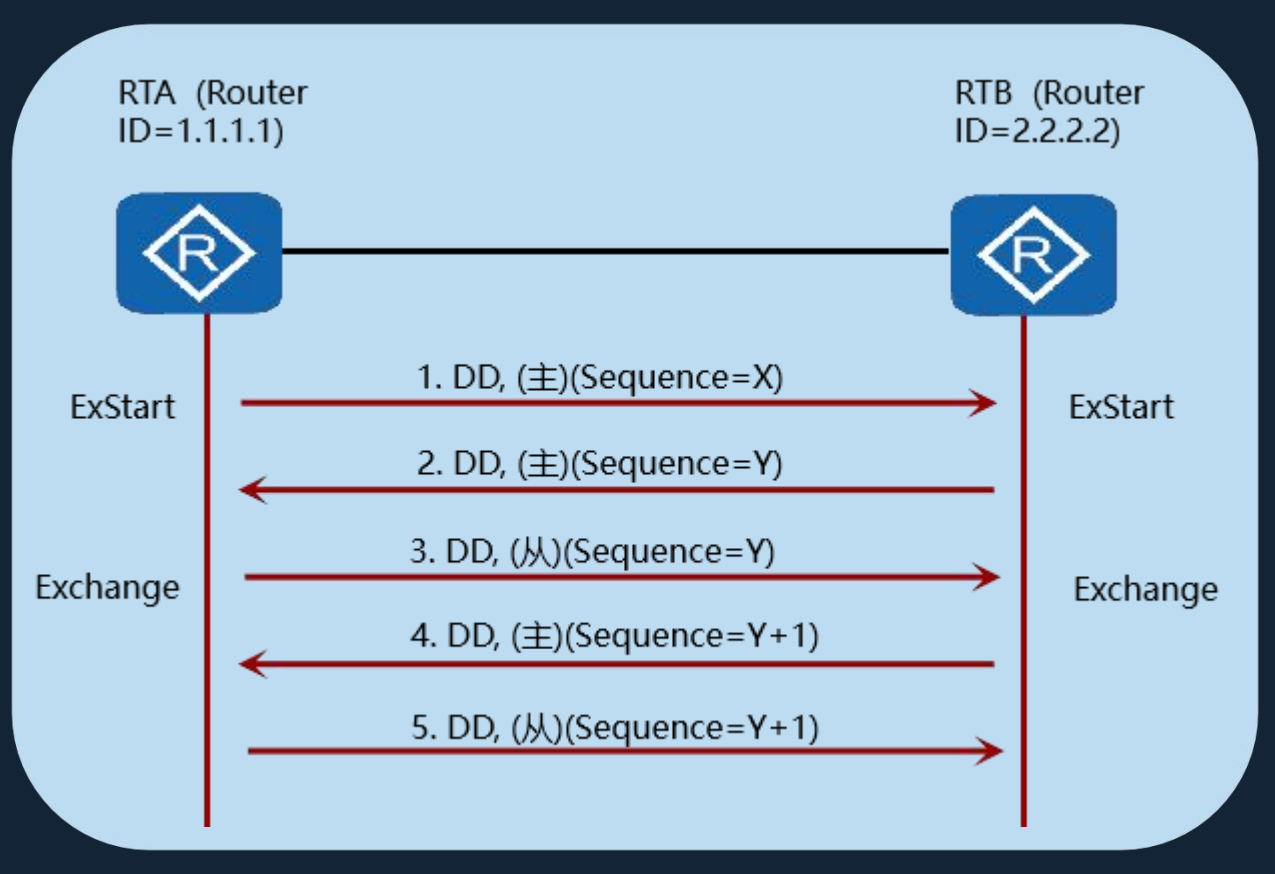 RTA (Router
ID=1.1.1.1)
RTB (Router
ID=2.2.2.2)
R
R
1. DD, (主)(Sequence=X)
ExStart
ExStart
2. DD, (主)(Sequence=Y)
3. DD, (从)(Sequence=Y)
Exchange
Exchange
4. DD, (主)(Sequence=Y+1)
5. DD, (从)(Sequence=Y+1)